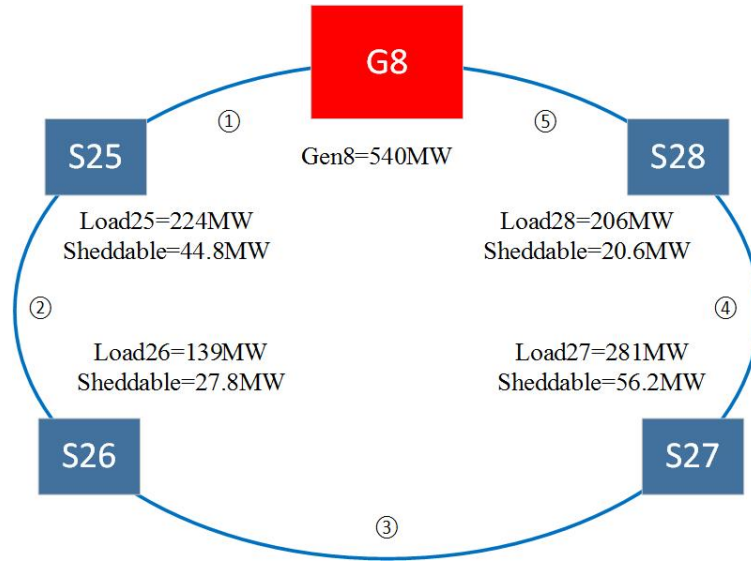 G8
①
⑤
S25
Gen8=540MW
S28
Load25=224MW
Sheddable=44.8MW
Load28=206MW
Sheddable=20.6MW
②
④
Load26=139MW
Sheddable=27.8MW
Load27=281MW
Sheddable=56.2MW
S26
S27
③